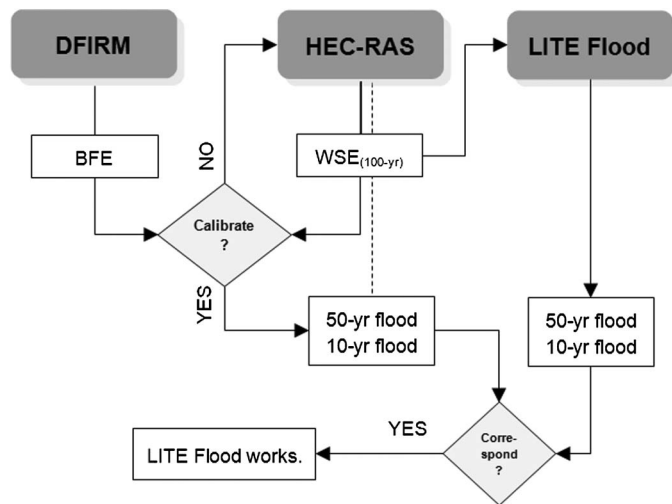 DFIRM
HEC-RAS
LITE Flood
BFE
NO
WSE(100-yr)
Calibrate
?
YES
50-yr flood
10-yr flood
50-yr flood
10-yr flood
YES
LITE Flood works.
Corre-
spond
?